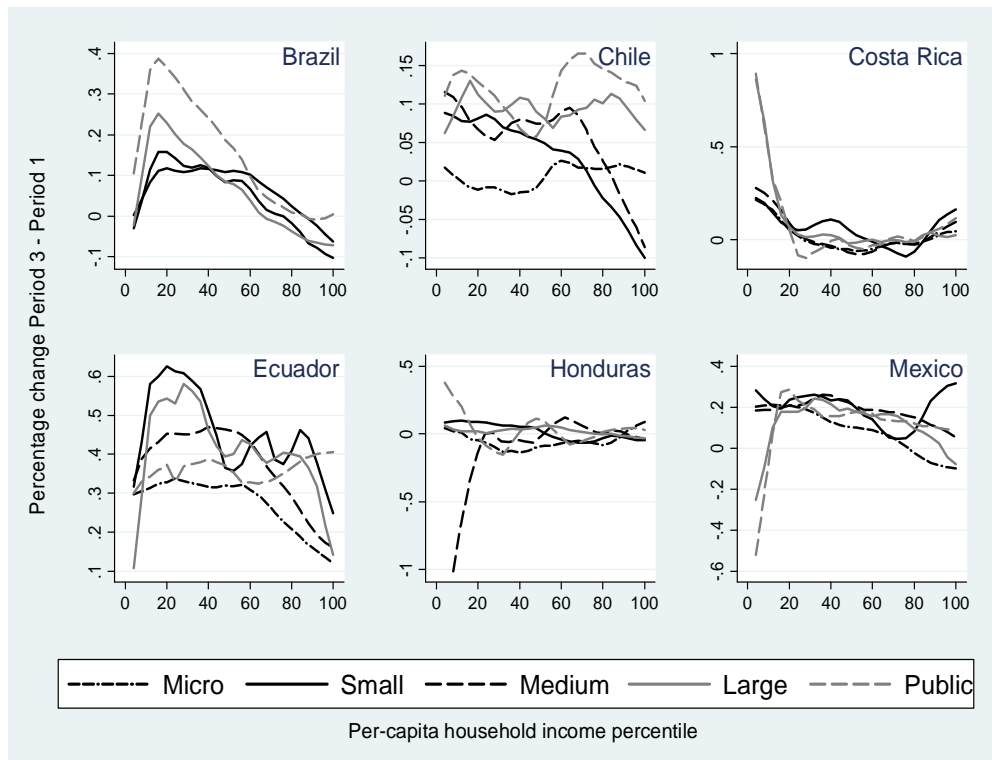 Percentage change Period 3 - Period 1
Brazil
.4
.3
.2
.1
0
-.1
0 20 40 60 80 100
Chile
.15
.1
.05
0
-.05
-.1
0 20 40 60 80 100
Costa Rica
1
.5
0
0 20 40 60 80 100
Ecuador
.6
.5
.4
.3
.2
.1
0 20 40 60 80 100
Honduras
.5
0
-.5
-1
0 20 40 60 80 100
Mexico
.4
.2
0
-.2
-.4
-.6
0 20 40 60 80 100
Micro Small Medium Large Public
Per-capita household income percentile